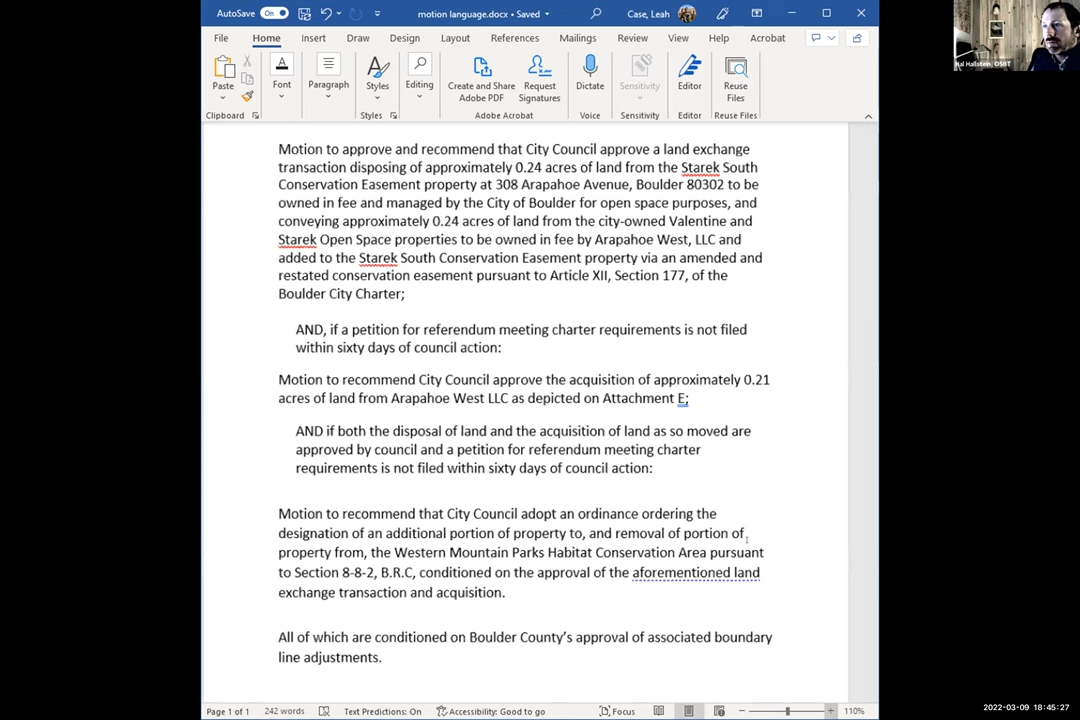 AutoSave On motion language.docx • Saved Case, Leah
File Home Insert Draw Design Layout References Mailings Review View Help Acrobat
Paste Font Paragraph Styles Editing Create and Share Adobe PDF Request Signatures Dictate Sensitivity Editor Reuse Files
Clipboard Styles Adobe Acrobat Voice Sensitivity Editor Reuse Files
Hal Hallstein, OSBT
Motion to approve and recommend that City Council approve a land exchange
transaction disposing of approximately 0.24 acres of land from the Starek South
Conservation Easement property at 308 Arapahoe Avenue, Boulder 80302 to be
owned in fee and managed by the City of Boulder for open space purposes, and
conveying approximately 0.24 acres of land from the city-owned Valentine and
Starek Open Space properties to be owned in fee by Arapahoe West, LLC and
added to the Starek South Conservation Easement property via an amended and
restated conservation easement pursuant to Article XII, Section 177, of the
Boulder City Charter;
AND, if a petition for referendum meeting charter requirements is not filed
within sixty days of council action:
Motion to recommend City Council approve the acquisition of approximately 0.21
acres of land from Arapahoe West LLC as depicted on Attachment E;
AND if both the disposal of land and the acquisition of land as so moved are
approved by council and a petition for referendum meeting charter
requirements is not filed within sixty days of council action:
Motion to recommend that City Council adopt an ordinance ordering the
designation of an additional portion of property to, and removal of portion of
property from, the Western Mountain Parks Habitat Conservation Area pursuant
to Section 8-8-2, B.R.C, conditioned on the approval of the aforementioned land
exchange transaction and acquisition.
All of which are conditioned on Boulder County's approval of associated boundary
line adjustments.
Page 1 of 1 242 words Text Predictions: On Accessibility: Good to go Focus 110%
2022-03-09 18:45:27